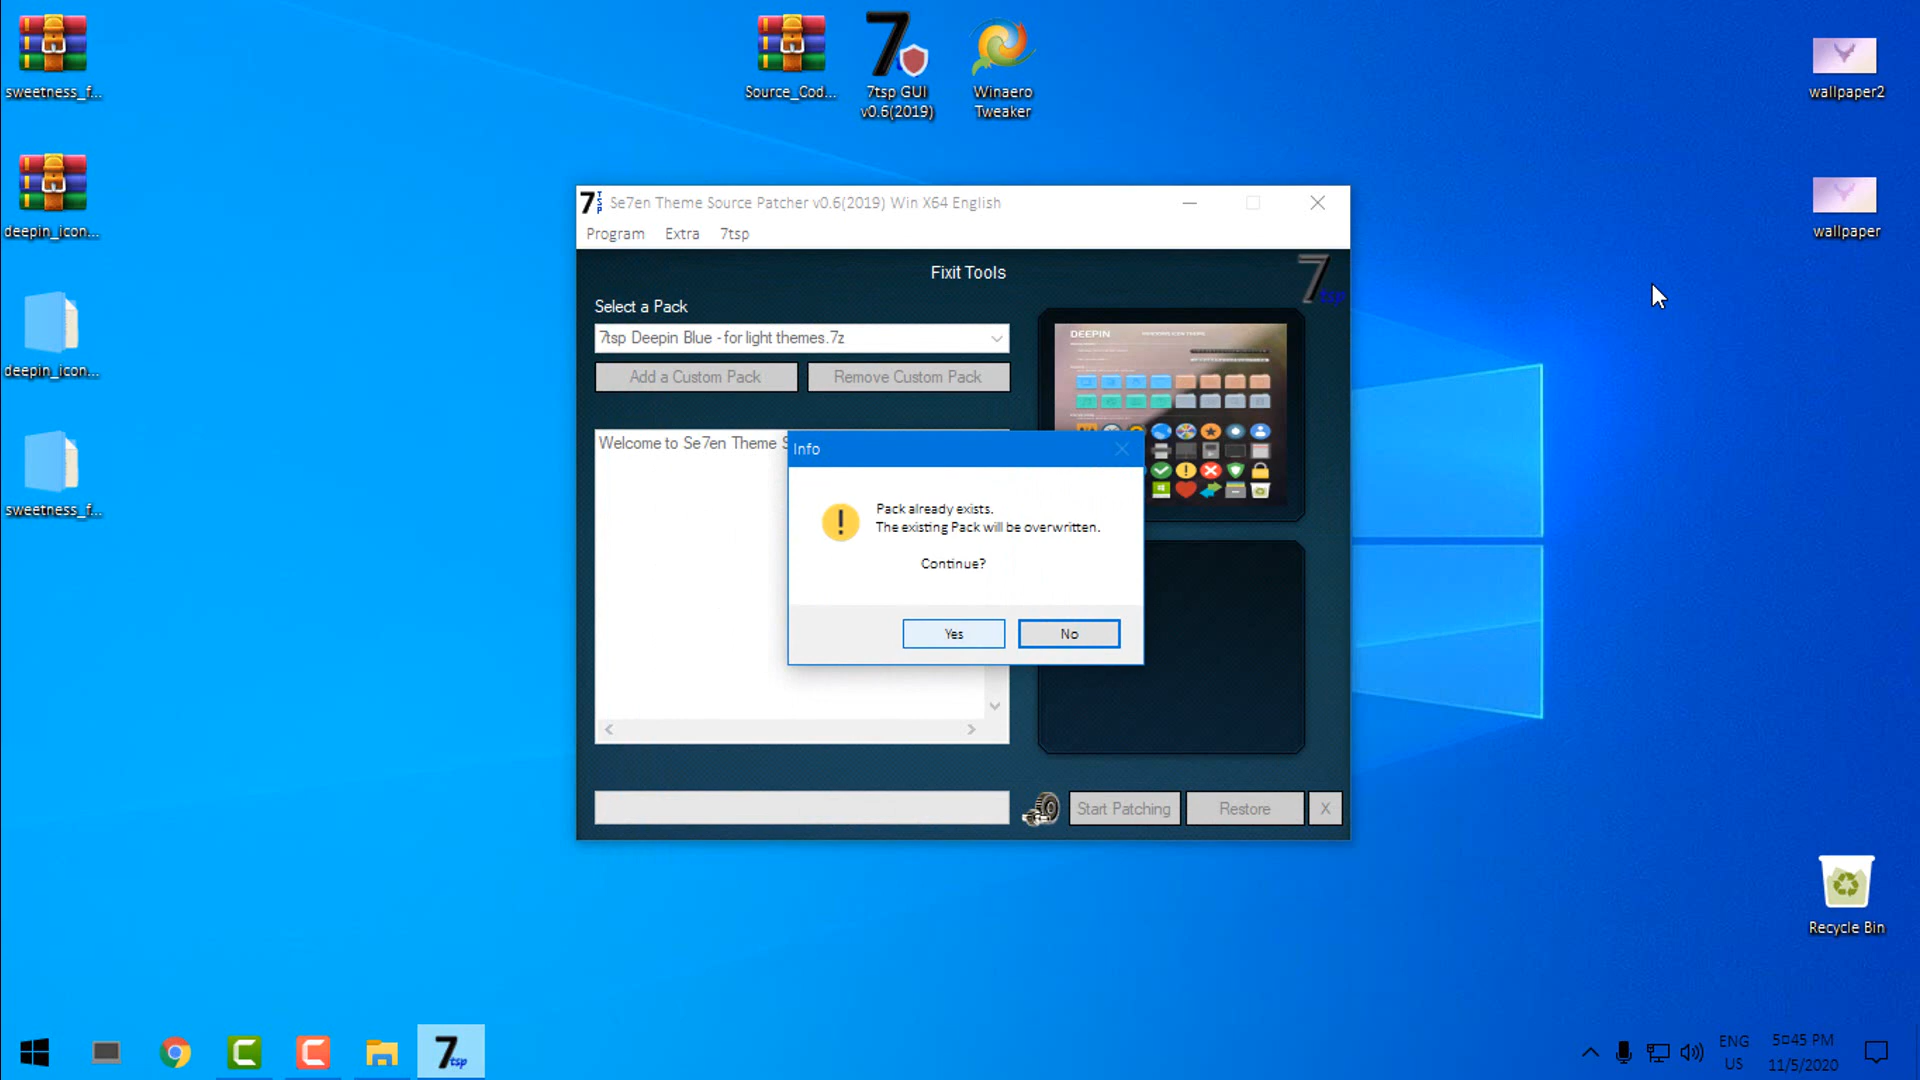 sweetness_f...
deepin_icon...
deepin_icon...
sweetness_f...
Source_Cod...
7tsp GUI
v0.6(2019)
Winaero
Tweaker
wallpaper2
wallpaper
Recycle Bin
Se7en Theme Source Patcher v0.6(2019) Win X64 English
Program Extra 7tsp
Fixit Tools
7tsp
Select a Pack
7tsp Deepin Blue - for light themes.7z
Add a Custom Pack
Remove Custom Pack
DEEPIN
Welcome to Se7en Theme S
Info
Pack already exists.
The existing Pack will be overwritten.
Continue?
Yes
No
Start Patching
Restore
X
7tsp
ENG
US
5¤45 PM
11/5/2020